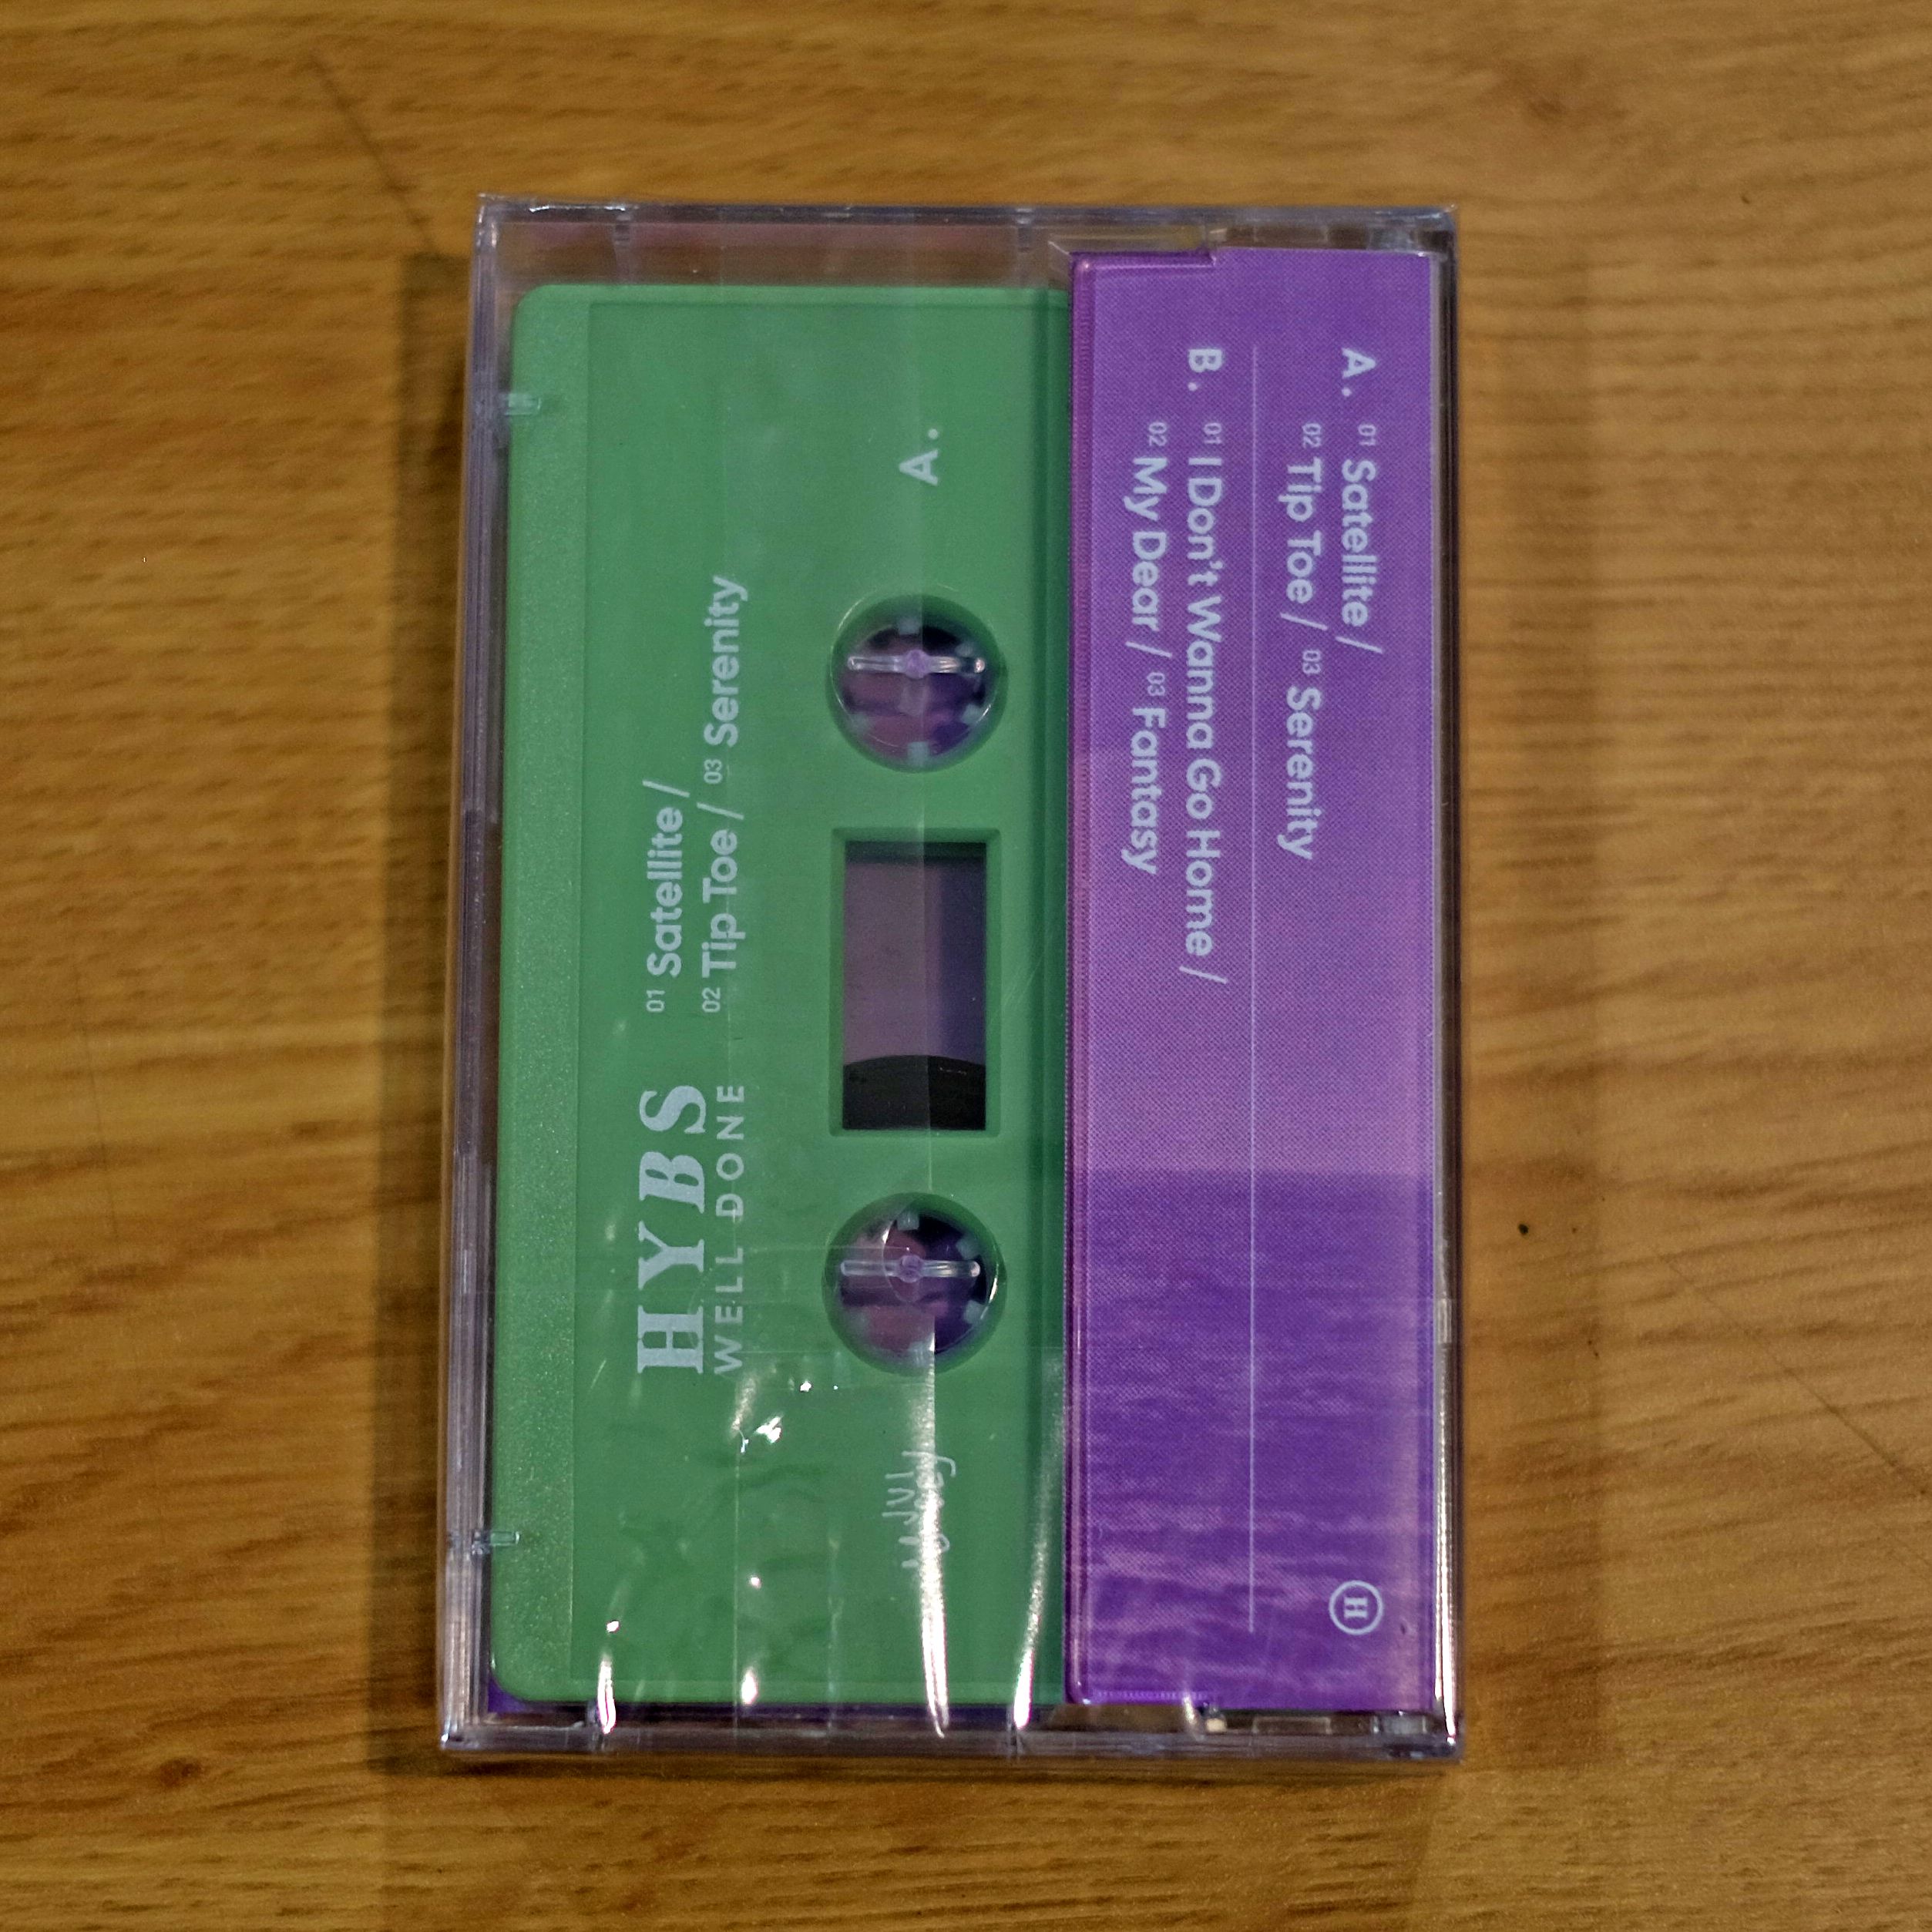 A. 01 Satellite /
02 Tip Toe / 03 Serenity
B. 01 I Don't Wanna Go Home /
02 My Dear / 03 Fantasy
H
A.
HYBS
WELL DONE
01 Satellite /
02 Tip Toe / 03 Serenity